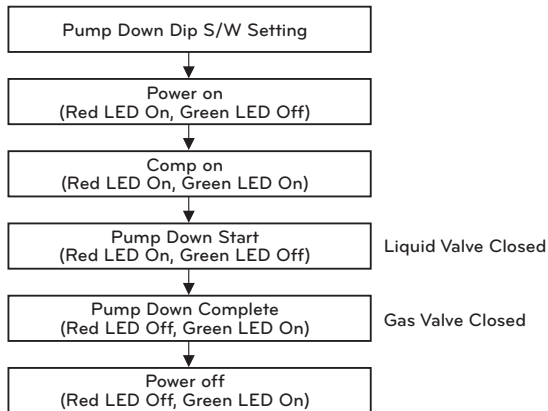 Pump Down Dip S/W Setting
Power on
(Red LED On, Green LED Off)
Comp on
(Red LED On, Green LED On)
Pump Down Start
(Red LED On, Green LED Off)
Liquid Valve Closed
Pump Down Complete
(Red LED Off, Green LED On)
Gas Valve Closed
Power off
(Red LED Off, Green LED On)